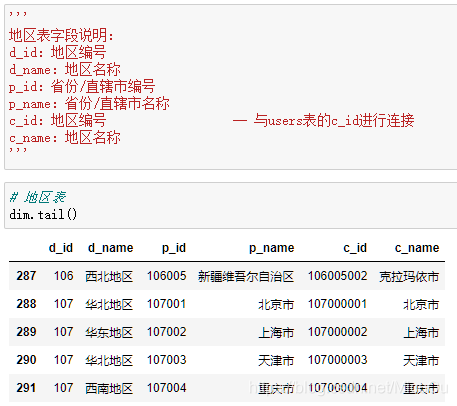 '''
地区表字段说明：
d_id：地区编号
d_name：地区名称
p_id：省份/直辖市编号
p_name：省份/直辖市名称
c_id：地区编号 —— 与users表的c_id进行连接
c_name：地区名称
'''
# 地区表
dim.tail()
d_id d_name p_id p_name c_id c_name
287 106 西北地区 106005 新疆维吾尔自治区 106005002 克拉玛依市
288 107 华北地区 107001 北京市 107000001 北京市
289 107 华东地区 107002 上海市 107000002 上海市
290 107 华北地区 107003 天津市 107000003 天津市
291 107 西南地区 107004 重庆市 107000004 重庆市